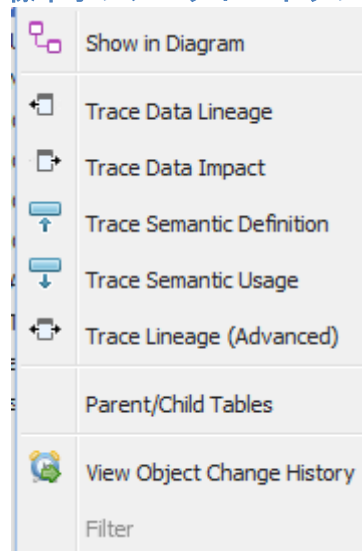 Show in Diagram
Trace Data Lineage
Trace Data Impact
Trace Semantic Definition
Trace Semantic Usage
Trace Lineage (Advanced)
Parent/Child Tables
View Object Change History
Filter